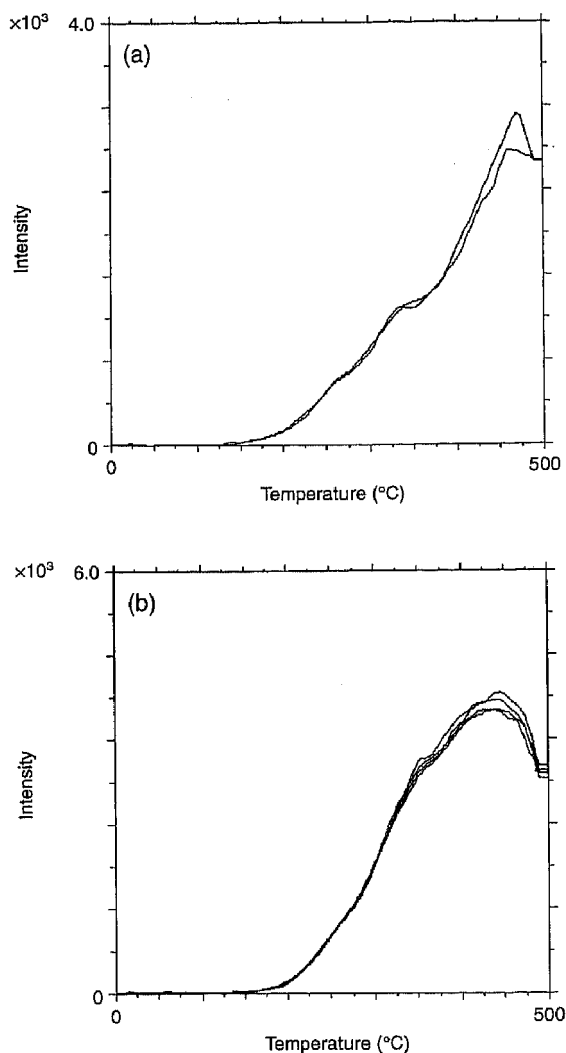 ×10³
4.0
(a)
Intensity
0
0
500
Temperature (°C)
×10³
6.0
(b)
Intensity
0
0
500
Temperature (°C)